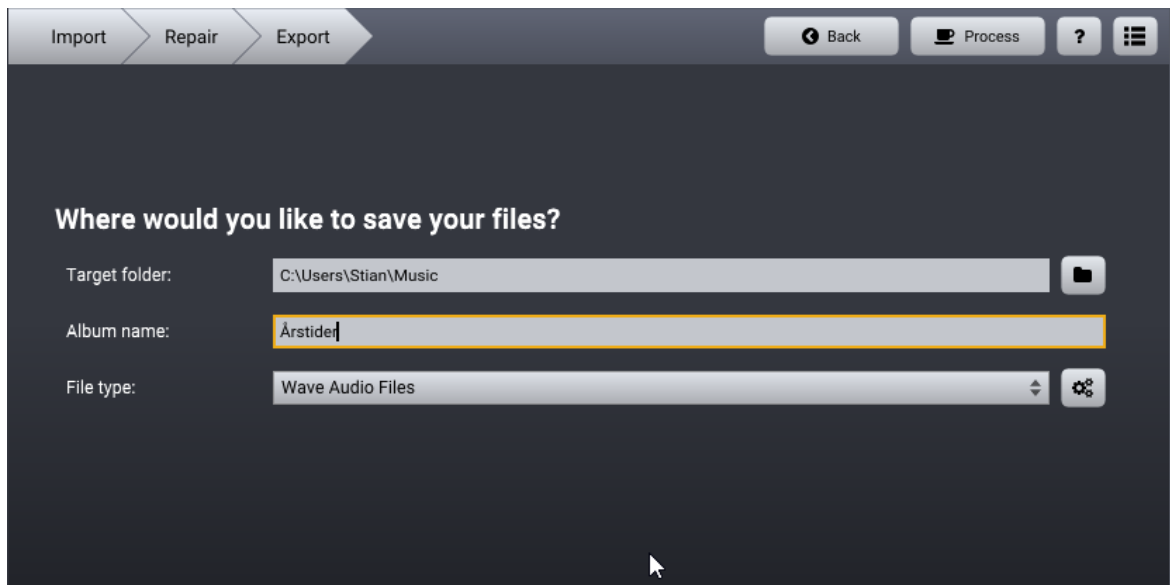 Import Repair Export Back Process ?
Where would you like to save your files?
Target folder: C:\Users\Stian\Music
Album name: Årstider
File type: Wave Audio Files